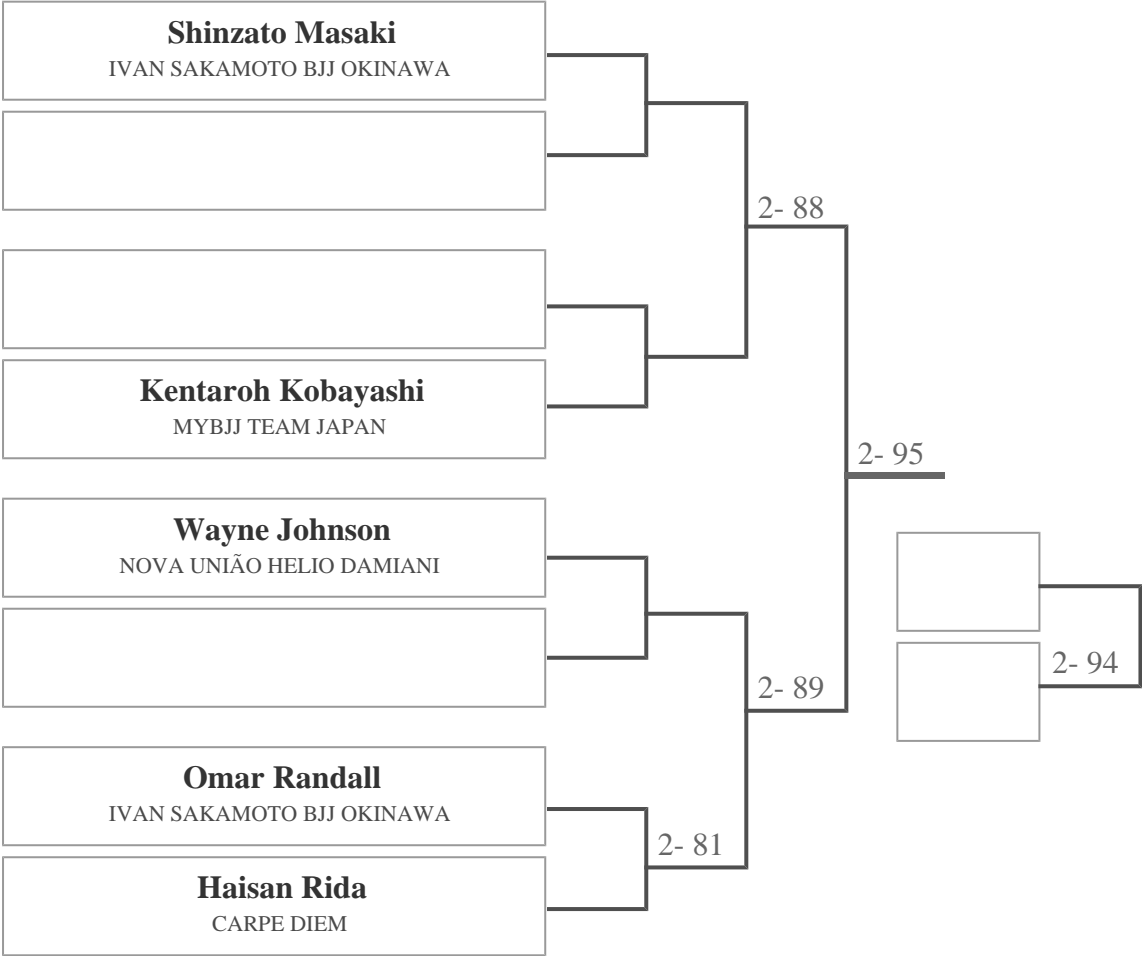 Shinzato Masaki
IVAN SAKAMOTO BJJ OKINAWA
2- 88
Kentaroh Kobayashi
MYBJJ TEAM JAPAN
2- 95
Wayne Johnson
NOVA UNIÃO HELIO DAMIANI
2- 94
2- 89
Omar Randall
IVAN SAKAMOTO BJJ OKINAWA
2- 81
Haisan Rida
CARPE DIEM